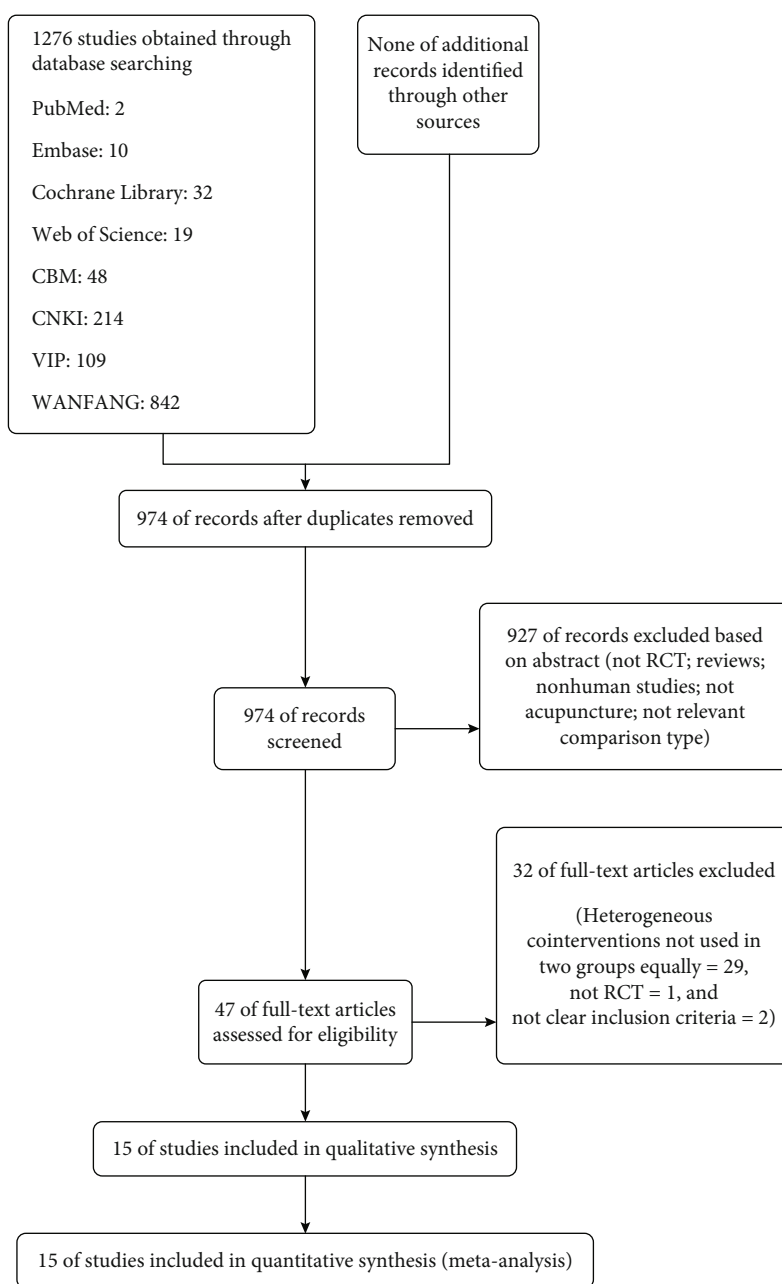 1276 studies obtained through
database searching
PubMed: 2
Embase: 10
Cochrane Library: 32
Web of Science: 19
CBM: 48
CNKI: 214
VIP: 109
WANFANG: 842
None of additional
records identified
through other
sources
974 of records after duplicates removed
927 of records excluded based
on abstract (not RCT; reviews;
nonhuman studies; not
acupuncture; not relevant
comparison type)
974 of records
screened
32 of full-text articles excluded
(Heterogeneous
cointerventions not used in
two groups equally = 29,
not RCT = 1, and
not clear inclusion criteria = 2)
47 of full-text articles
assessed for eligibility
15 of studies included in qualitative synthesis
15 of studies included in quantitative synthesis (meta-analysis)